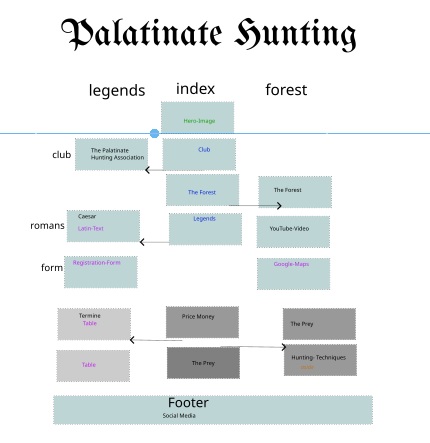 Palatinate Hunting
legends
index
forest
Hero-Image
club
The Palatinate
Hunting Association
Club
The Forest
The Forest
romans
Caesar
Latin-Text
Legends
YouTube-Video
form
Registration-Form
Google-Maps
Termine
Table
Price Money
The Prey
Table
The Prey
Hunting- Techniques
Footer
Social Media